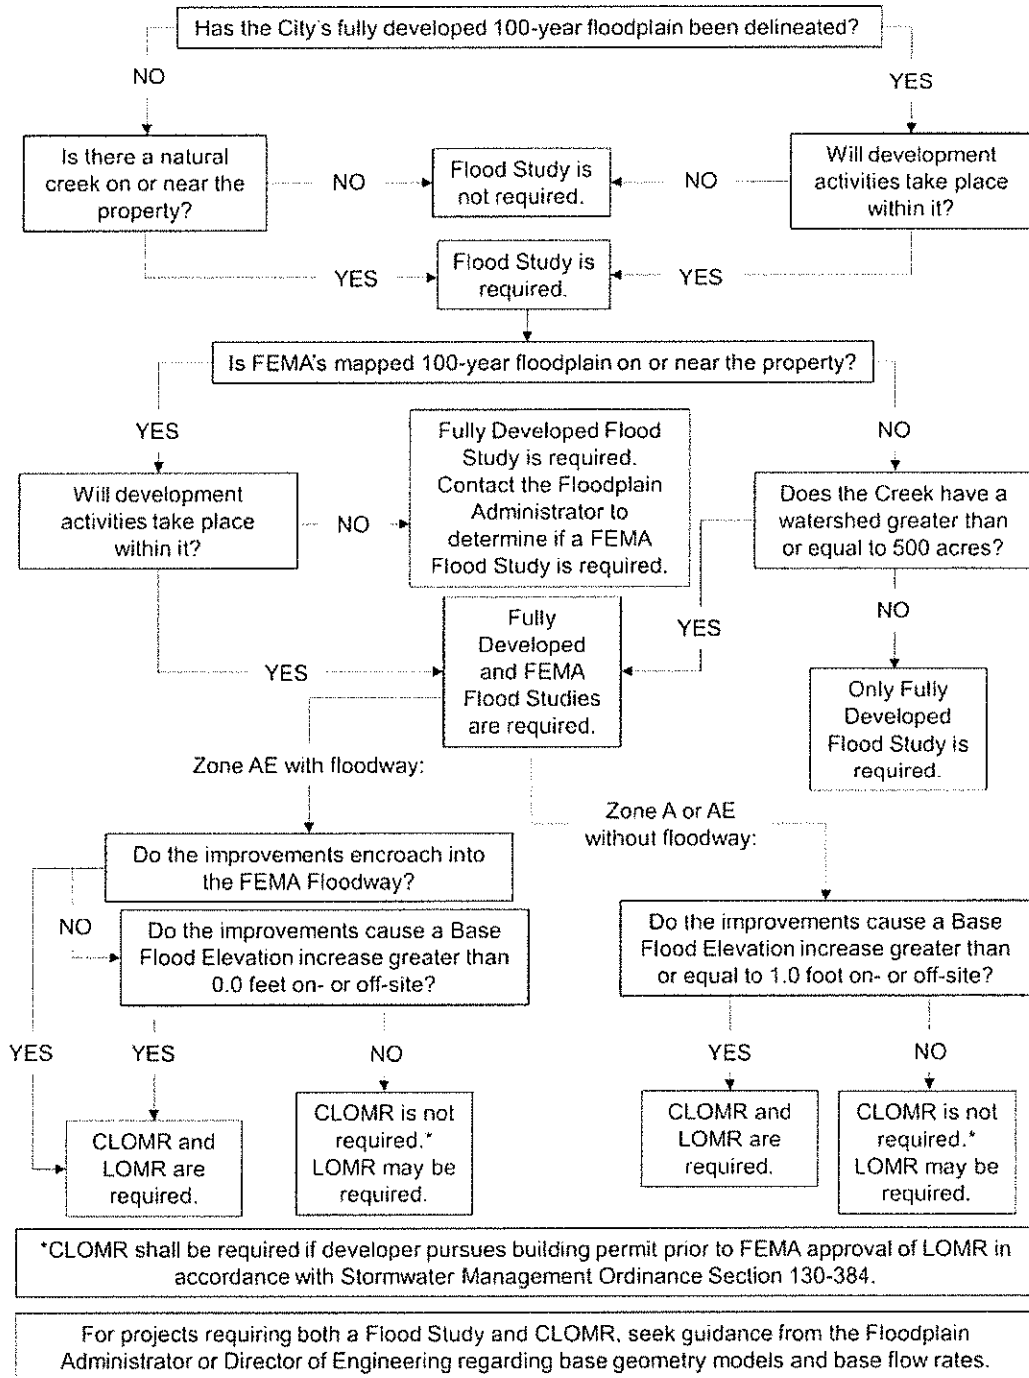 Has the City's fully developed 100-year floodplain been delineated?
NO
YES
Is there a natural
creek on or near the
property?
NO
Flood Study is
not required.
NO
Will development
activities take place
within it?
YES
Flood Study is
required.
YES
Is FEMA's mapped 100-year floodplain on or near the property?
YES
NO
Will development
activities take place
within it?
NO
Fully Developed Flood
Study is required.
Contact the Floodplain
Administrator to
determine if a FEMA
Flood Study is required.
Does the Creek have a
watershed greater than
or equal to 500 acres?
YES
NO
YES
Fully
Developed
and FEMA
Flood Studies
are required.
Only Fully
Developed
Flood Study is
required.
Zone AE with floodway:
Zone A or AE
without floodway:
Do the improvements encroach into
the FEMA Floodway?
NO
Do the improvements cause a Base
Flood Elevation increase greater than
0.0 feet on- or off-site?
Do the improvements cause a Base
Flood Elevation increase greater than
or equal to 1.0 foot on- or off-site?
YES
YES
NO
YES
NO
CLOMR and
LOMR are
required.
CLOMR is not
required.*
LOMR may be
required.
CLOMR and
LOMR are
required.
CLOMR is not
required.*
LOMR may be
required.
*CLOMR shall be required if developer pursues building permit prior to FEMA approval of LOMR in
accordance with Stormwater Management Ordinance Section 130-384.
For projects requiring both a Flood Study and CLOMR, seek guidance from the Floodplain
Administrator or Director of Engineering regarding base geometry models and base flow rates.